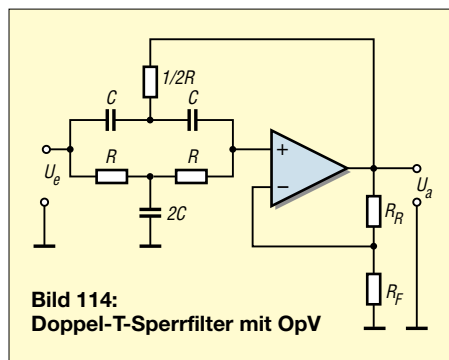 1/2R
C C
R R
U_e
2C
+
−
U_a
R_R
R_F
Bild 114:
Doppel-T-Sperrfilter mit OpV